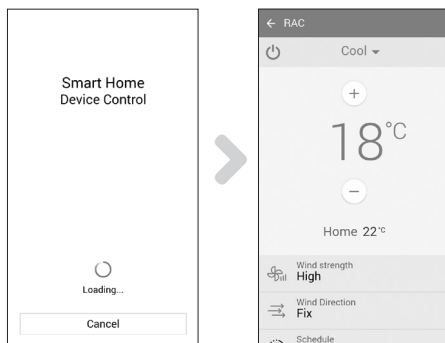 Smart Home
Device Control
Loading...
Cancel
← RAC
Cool
+
18°C
−
Home 22°C
Wind strength
High
Wind Direction
Fix
Schedule